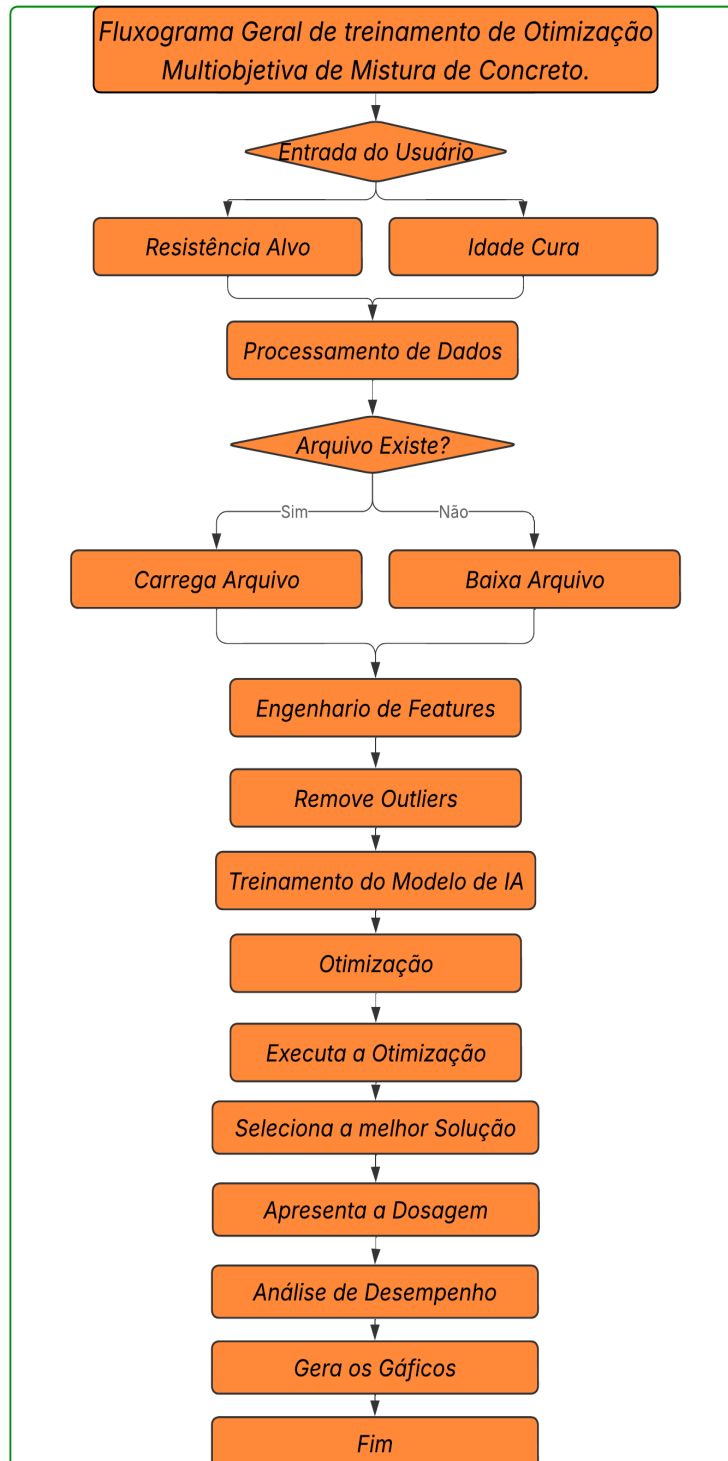 Fluxograma Geral de treinamento de Otimização
Multiobjetiva de Mistura de Concreto.
Entrada do Usuário
Resistência Alvo
Idade Cura
Processamento de Dados
Arquivo Existe?
Sim
Não
Carrega Arquivo
Baixa Arquivo
Engenhario de Features
Remove Outliers
Treinamento do Modelo de IA
Otimização
Executa a Otimização
Seleciona a melhor Solução
Apresenta a Dosagem
Análise de Desempenho
Gera os Gáficos
Fim